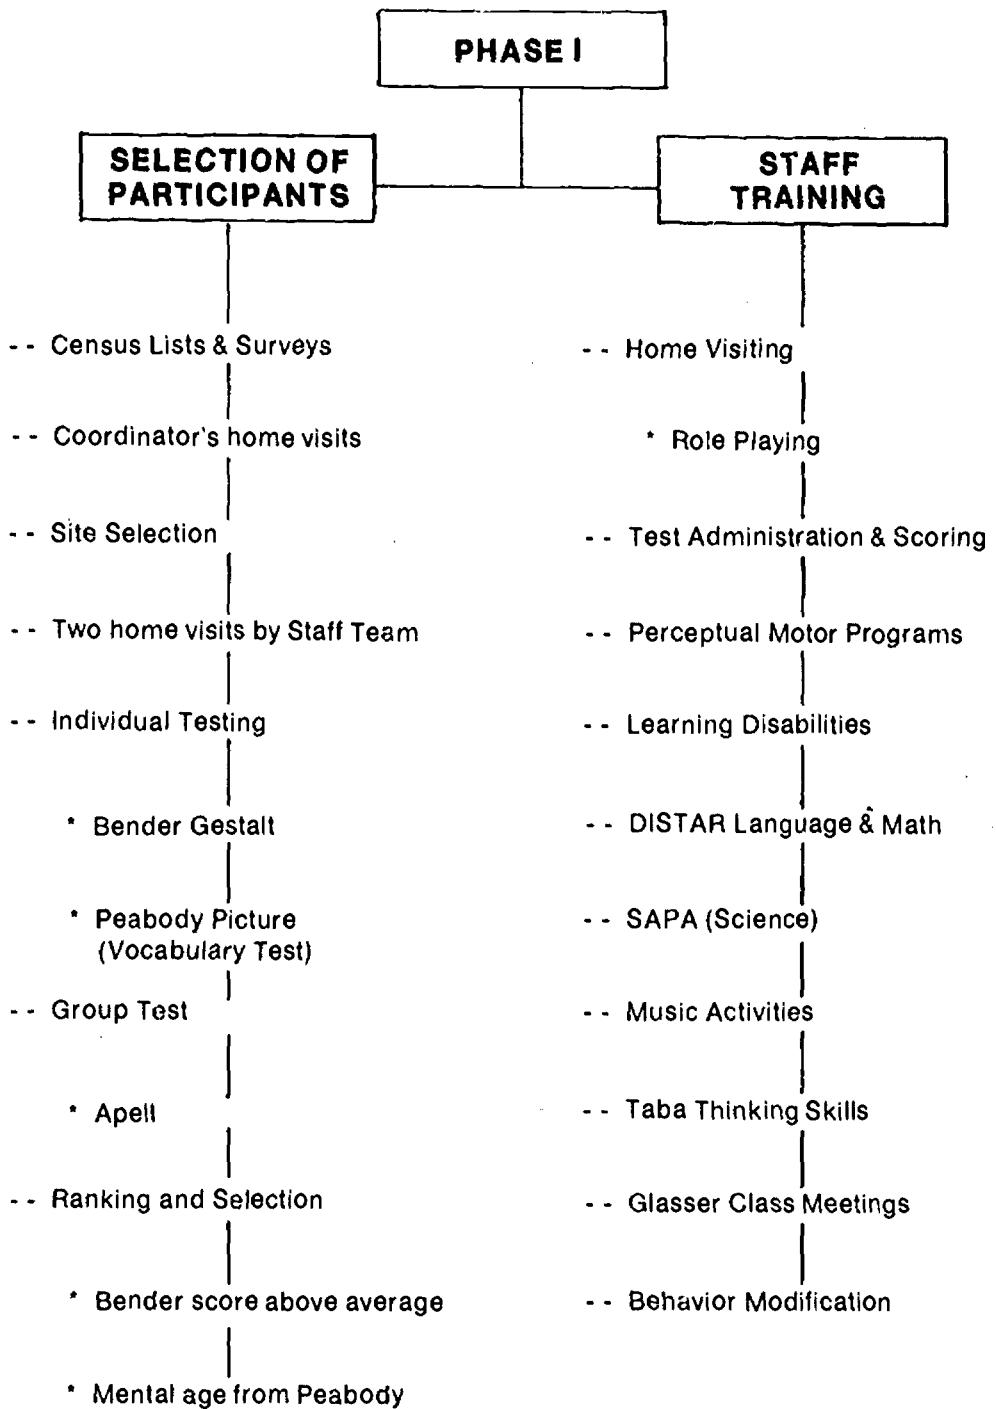 PHASE I
SELECTION OF
PARTICIPANTS
-- Census Lists & Surveys
-- Coordinator's home visits
-- Site Selection
-- Two home visits by Staff Team
-- Individual Testing
* Bender Gestalt
* Peabody Picture
(Vocabulary Test)
-- Group Test
* Apell
-- Ranking and Selection
* Bender score above average
* Mental age from Peabody
STAFF
TRAINING
-- Home Visiting
* Role Playing
-- Test Administration & Scoring
-- Perceptual Motor Programs
-- Learning Disabilities
-- DISTAR Language & Math
-- SAPA (Science)
-- Music Activities
-- Taba Thinking Skills
-- Glasser Class Meetings
-- Behavior Modification